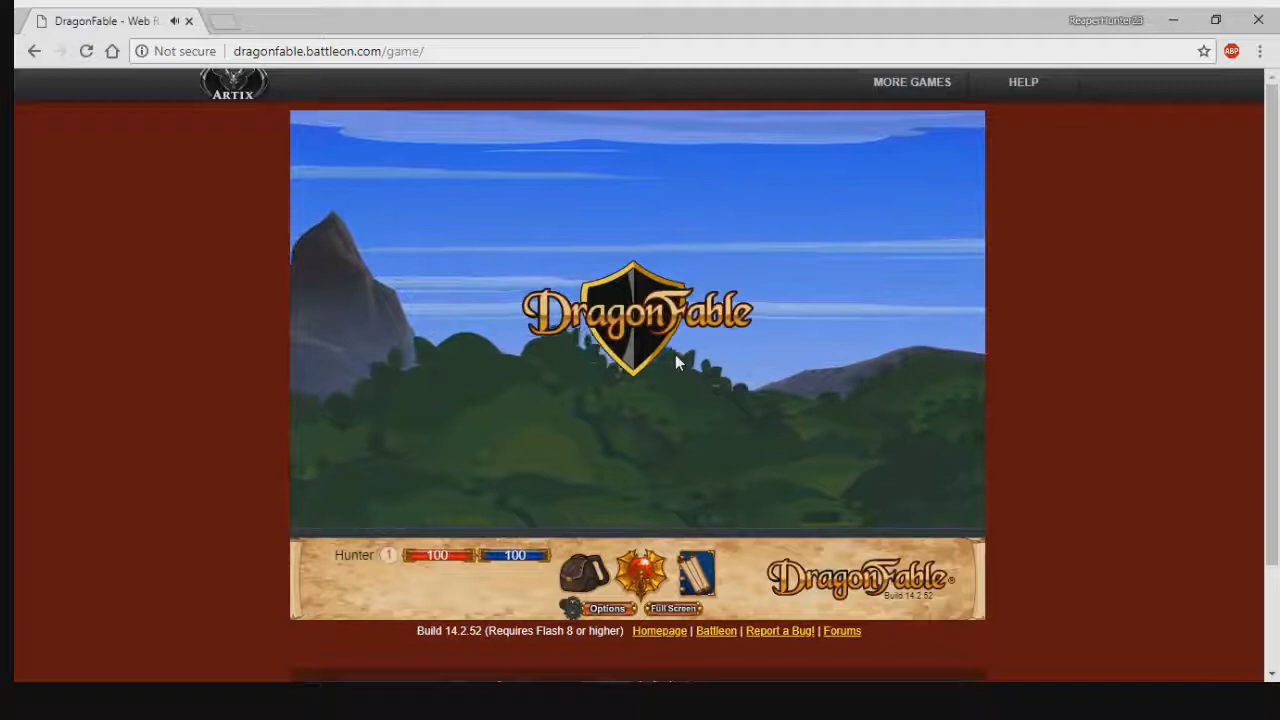 DragonFable - Web R
ReaperHunter23
Not secure
dragonfable.battleon.com/game/
ABP
ARTIX
MORE GAMES
HELP
DragonFable
Hunter 1 100 100
DragonFable
Build 14.2.52
Options
Full Screen
Build 14.2.52 (Requires Flash 8 or higher) Homepage | Battleon | Report a Bug! | Forums